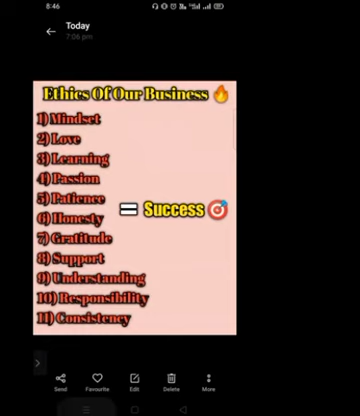 8:46
Today
7:06 pm
Ethics Of Our Business 🔥
1) Mindset
2) Love
3) Learning
4) Passion
5) Patience
6) Honesty
7) Gratitude
8) Support
9) Understanding
10) Responsibility
11) Consistency
= Success 🎯
Send
Favourite
Edit
Delete
More